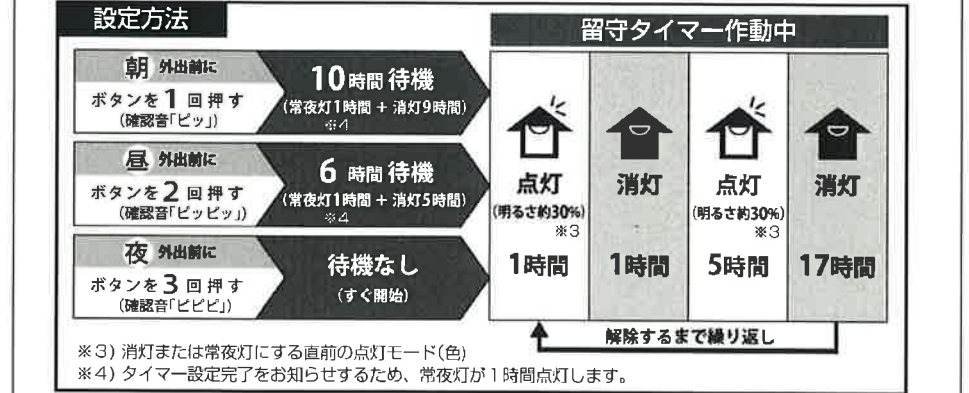 設定方法
留守タイマー作動中
朝 外出前に
ボタンを1回押す
(確認音「ピッ」)
10時間待機
(常夜灯1時間 + 消灯9時間)
※4
昼 外出前に
ボタンを2回押す
(確認音「ピッピッ」)
6時間待機
(常夜灯1時間 + 消灯5時間)
※4
夜 外出前に
ボタンを3回押す
(確認音「ピピピ」)
待機なし
(すぐ開始)
点灯
(明るさ約30%)
※3
1時間
消灯
1時間
点灯
(明るさ約30%)
※3
5時間
消灯
17時間
解除するまで繰り返し
※3) 消灯または常夜灯にする直前の点灯モード(色)
※4) タイマー設定完了をお知らせするため、常夜灯が1時間点灯します。